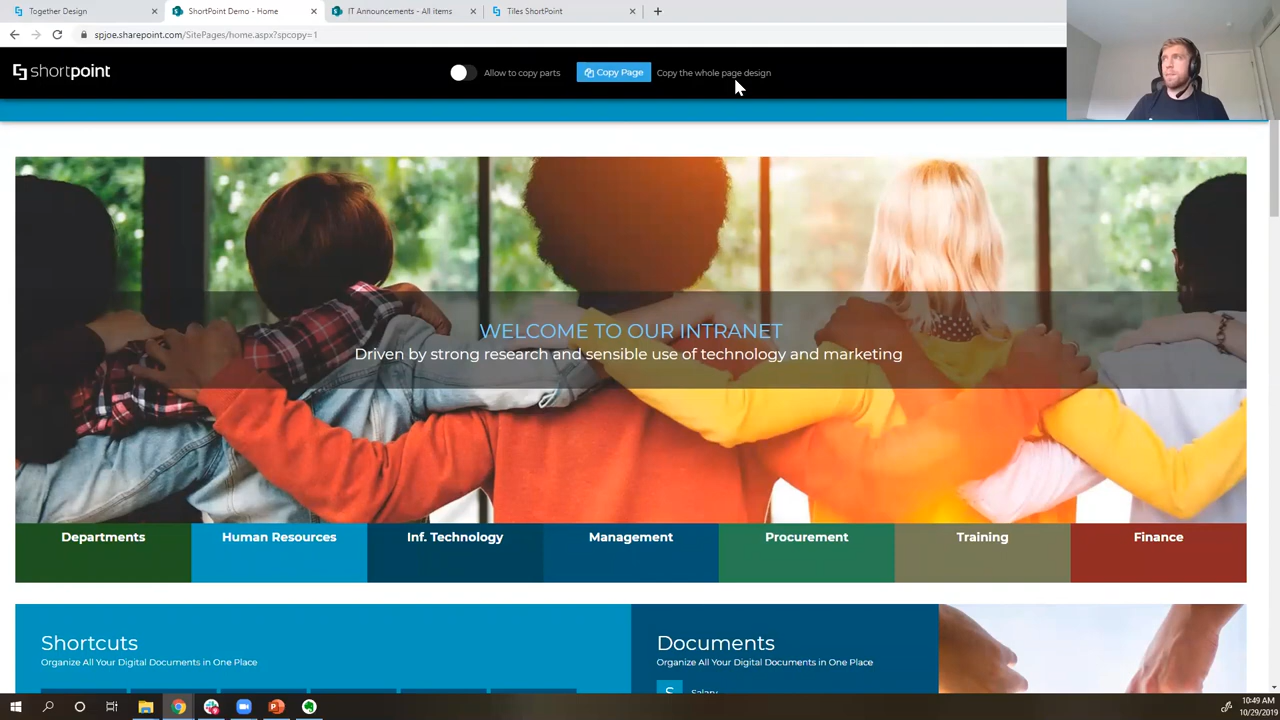 Together Design
ShortPoint Demo - Home
IT Announcements - All items
Tiles ShortPoint
spjoe.sharepoint.com/SitePages/home.aspx?spcopy=1
shortpoint
Allow to copy parts
Copy Page
Copy the whole page design
WELCOME TO OUR INTRANET
Driven by strong research and sensible use of technology and marketing
Departments
Human Resources
Inf. Technology
Management
Procurement
Training
Finance
Shortcuts
Organize All Your Digital Documents in One Place
Documents
Organize All Your Digital Documents in One Place
S
Salary
10:49 AM
10/29/2019